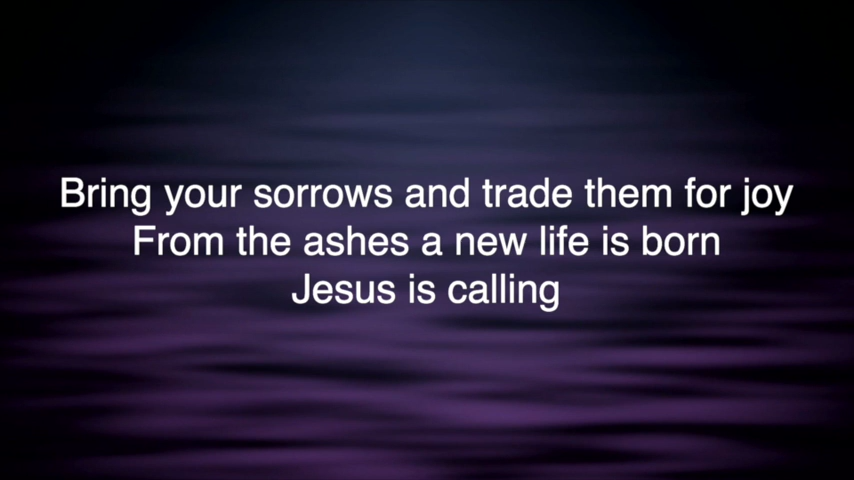 Bring your sorrows and trade them for joy
From the ashes a new life is born
Jesus is calling